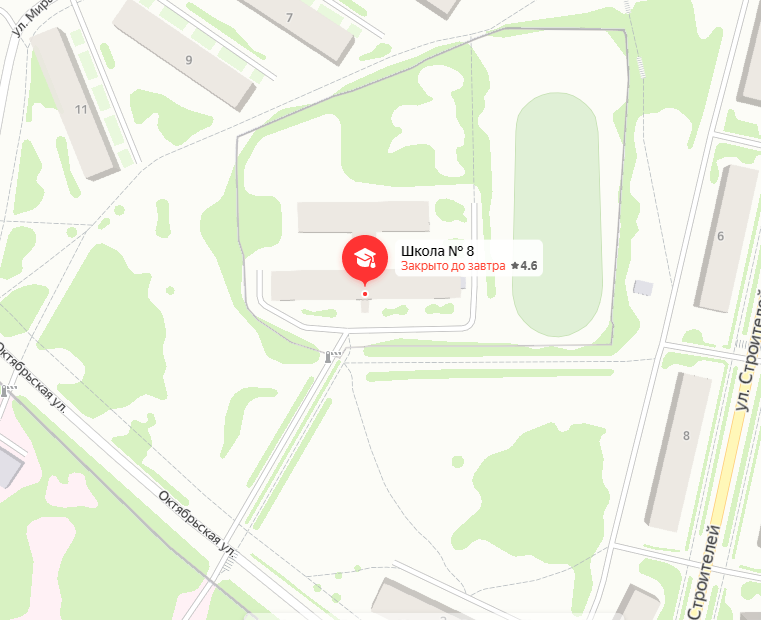 ул. Мира
7
9
11
Школа № 8
Закрыто до завтра ★4.6
6
ул. Строителей
Октябрьская ул.
8
Октябрьская ул.
Строителей